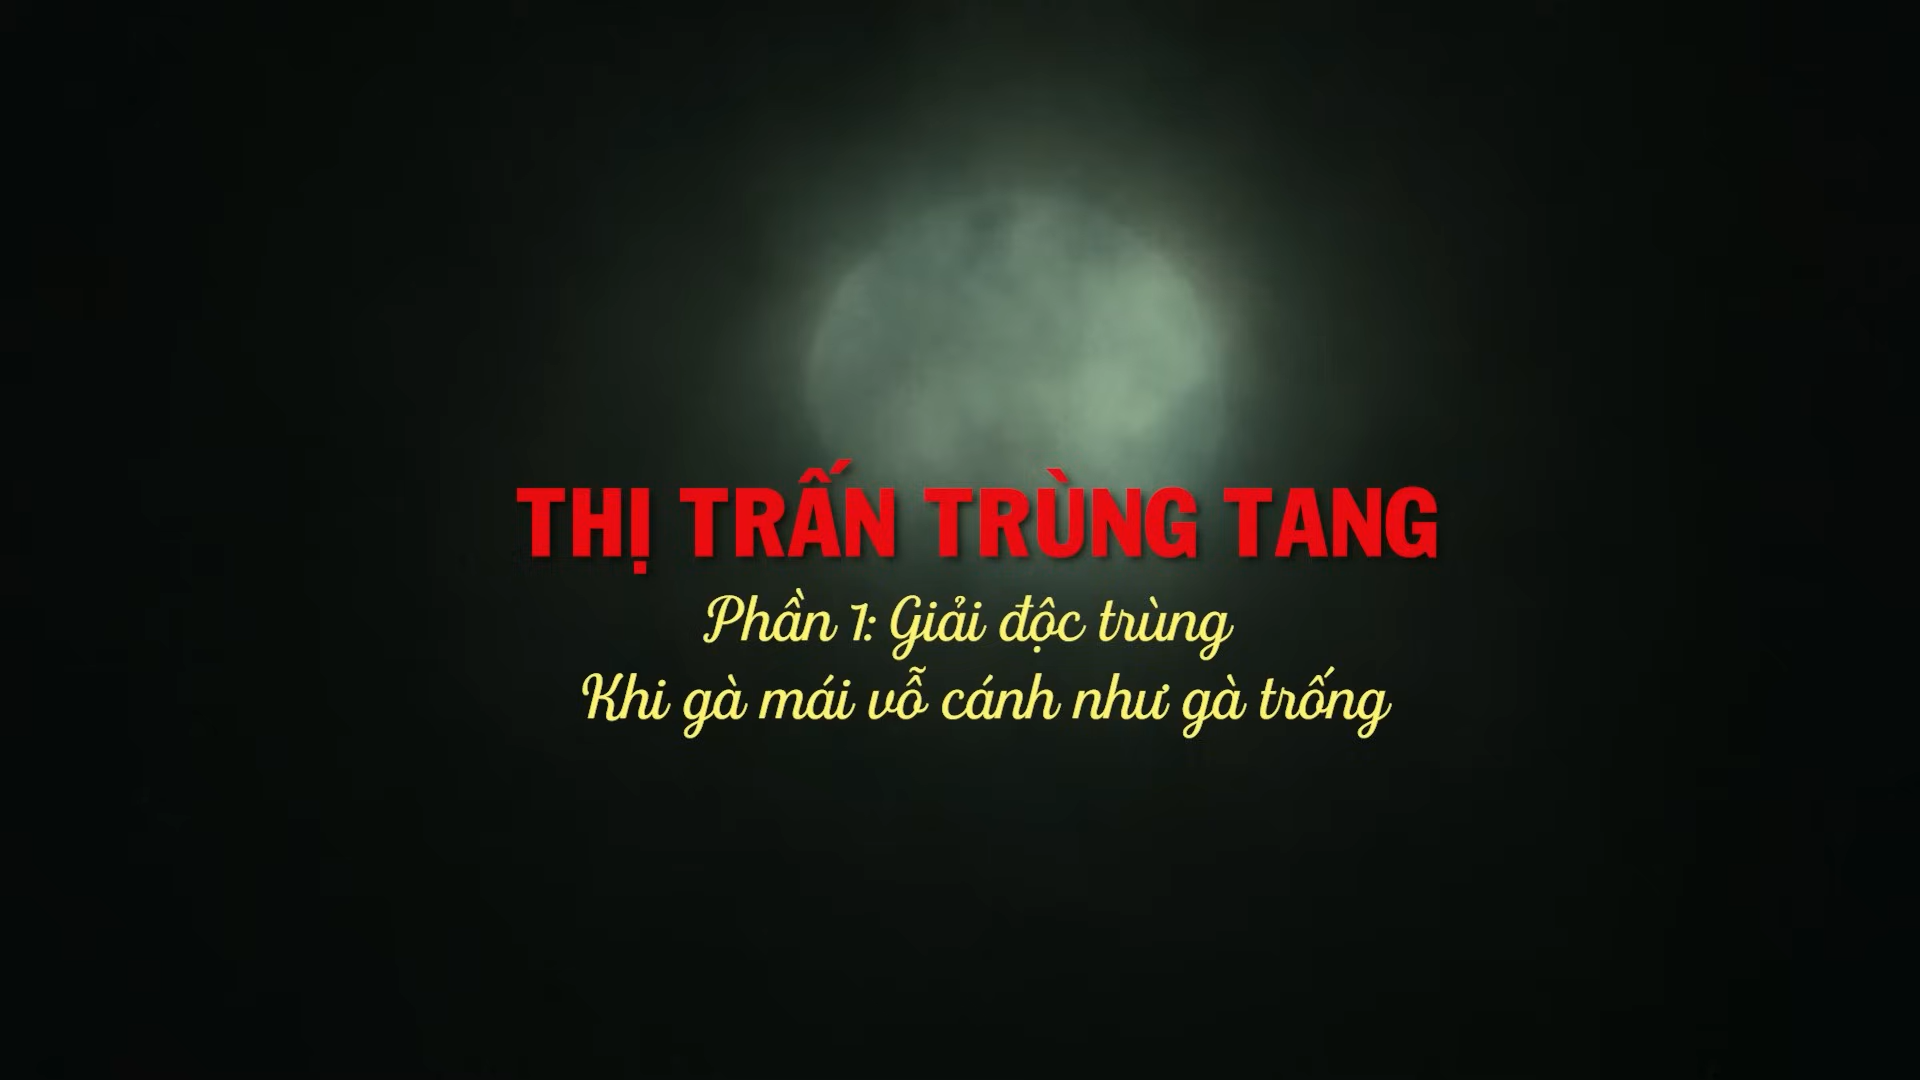 THỊ TRẤN TRÙNG TANG
Phần 1: Giải độc trùng
Khi gà mái vỗ cánh như gà trống